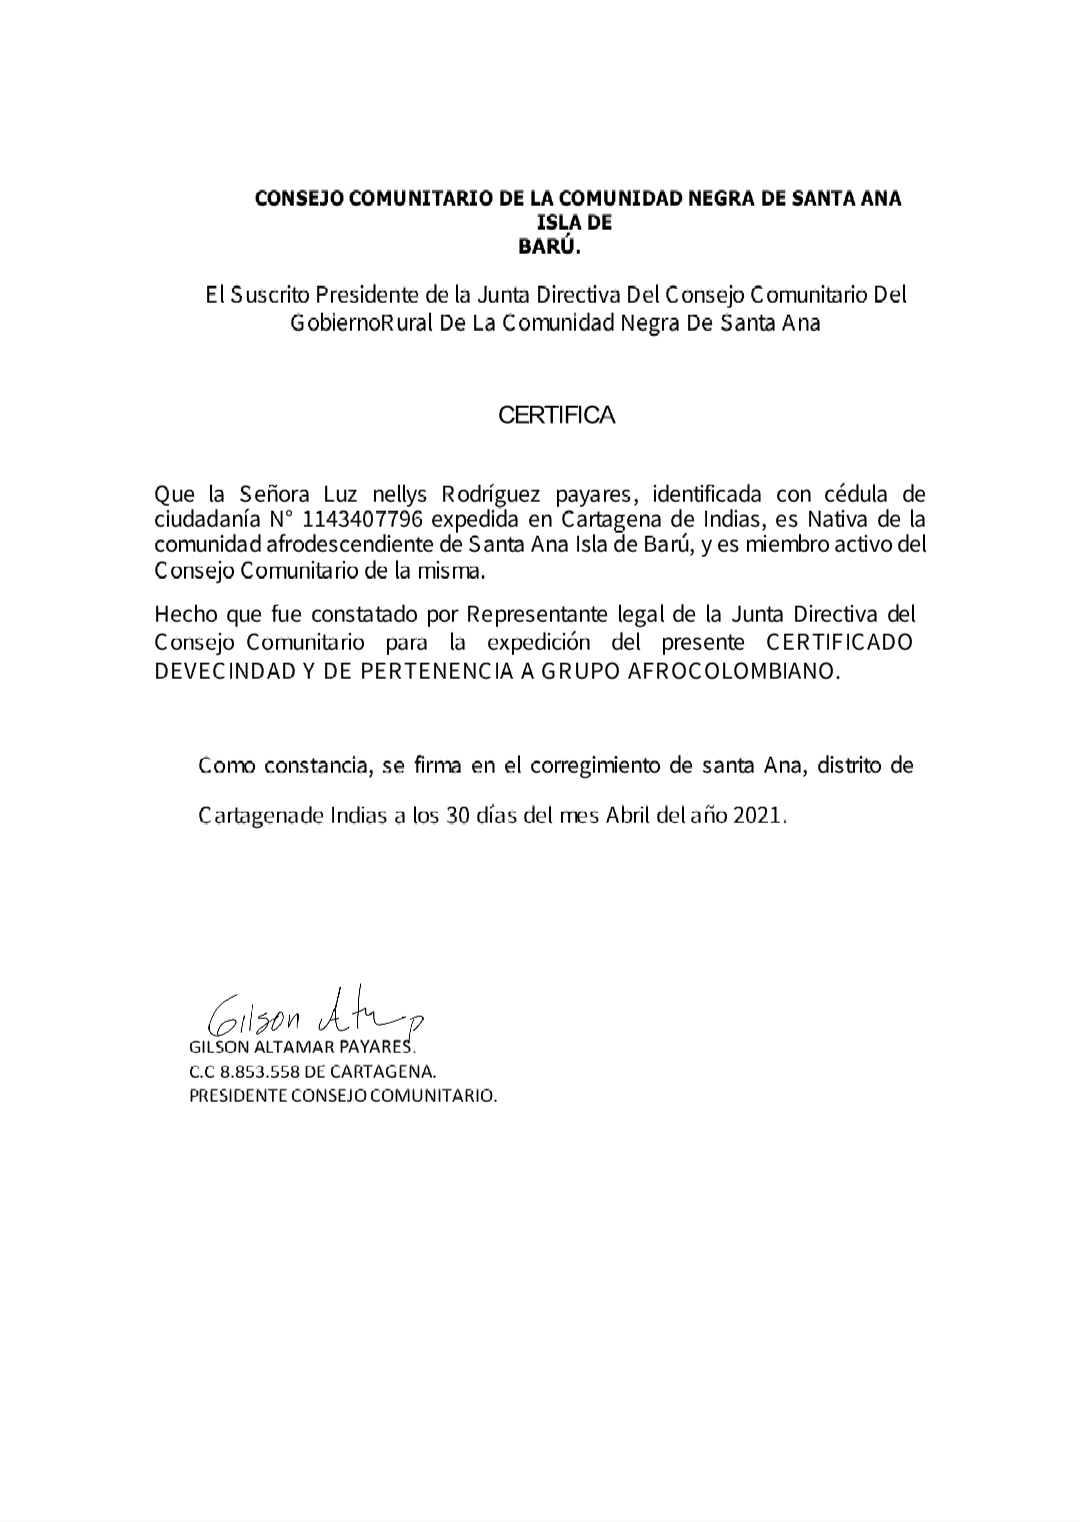 CONSEJO COMUNITARIO DE LA COMUNIDAD NEGRA DE SANTA ANA
ISLA DE
BARÚ.
El Suscrito Presidente de la Junta Directiva Del Consejo Comunitario Del
GobiernoRural De La Comunidad Negra De Santa Ana
CERTIFICA
Que la Señora Luz nellys Rodríguez payares, identificada con cédula de
ciudadanía N° 1143407796 expedida en Cartagena de Indias, es Nativa de la
comunidad afrodescendiente de Santa Ana Isla de Barú, y es miembro activo del
Consejo Comunitario de la misma.
Hecho que fue constatado por Representante legal de la Junta Directiva del
Consejo Comunitario para la expedición del presente CERTIFICADO
DEVECINDAD Y DE PERTENENCIA A GRUPO AFROCOLOMBIANO.
Como constancia, se firma en el corregimiento de santa Ana, distrito de
Cartagenade Indias a los 30 días del mes Abril del año 2021.
Gilson
GILSON ALTAMAR PAYARES.
C.C 8.853.558 DE CARTAGENA.
PRESIDENTE CONSEJO COMUNITARIO.